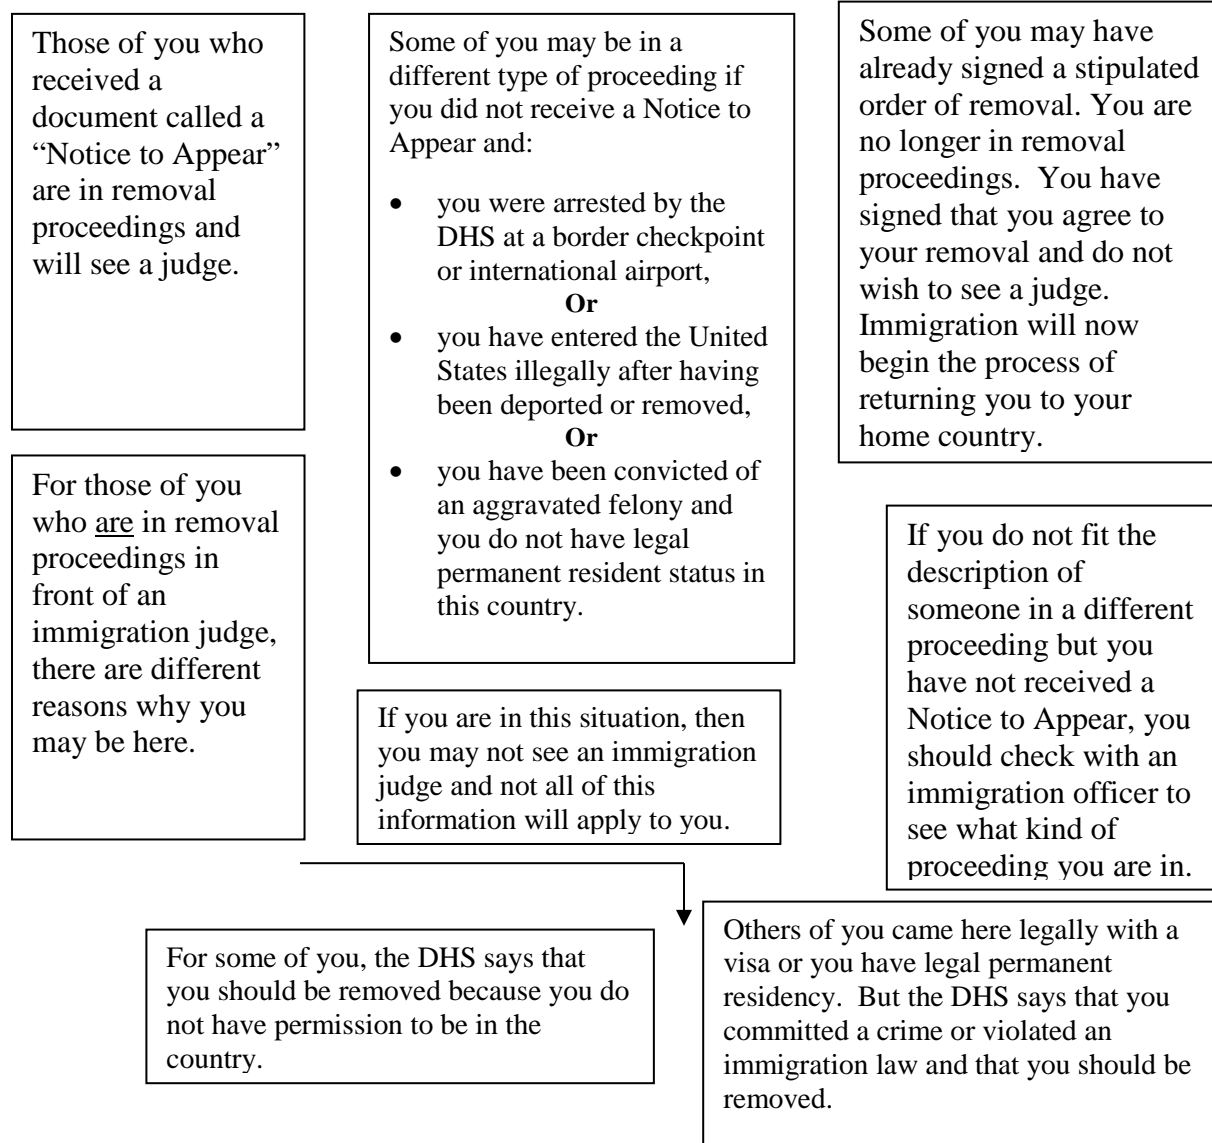 Those of you who
received a
document called a
“Notice to Appear”
are in removal
proceedings and
will see a judge.
Some of you may be in a
different type of proceeding if
you did not receive a Notice to
Appear and:
• you were arrested by the
DHS at a border checkpoint
or international airport,
Or
• you have entered the United
States illegally after having
been deported or removed,
Or
• you have been convicted of
an aggravated felony and
you do not have legal
permanent resident status in
this country.
Some of you may have
already signed a stipulated
order of removal. You are
no longer in removal
proceedings.  You have
signed that you agree to
your removal and do not
wish to see a judge.
Immigration will now
begin the process of
returning you to your
home country.
For those of you
who are in removal
proceedings in
front of an
immigration judge,
there are different
reasons why you
may be here.
If you are in this situation, then
you may not see an immigration
judge and not all of this
information will apply to you.
If you do not fit the
description of
someone in a different
proceeding but you
have not received a
Notice to Appear, you
should check with an
immigration officer to
see what kind of
proceeding you are in.
For some of you, the DHS says that
you should be removed because you do
not have permission to be in the
country.
Others of you came here legally with a
visa or you have legal permanent
residency.  But the DHS says that you
committed a crime or violated an
immigration law and that you should be
removed.